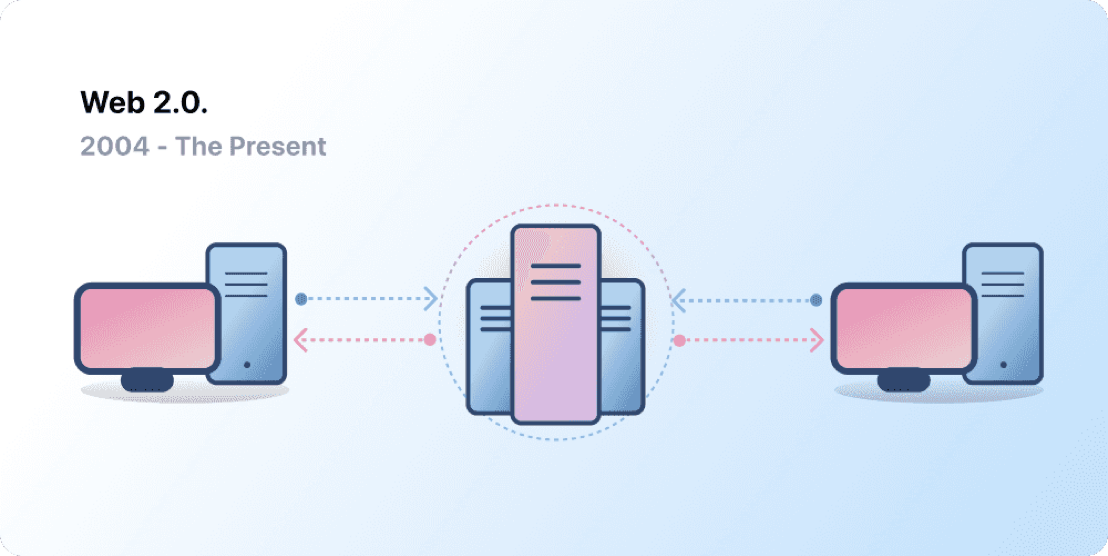 Web 2.0.
2004 - The Present